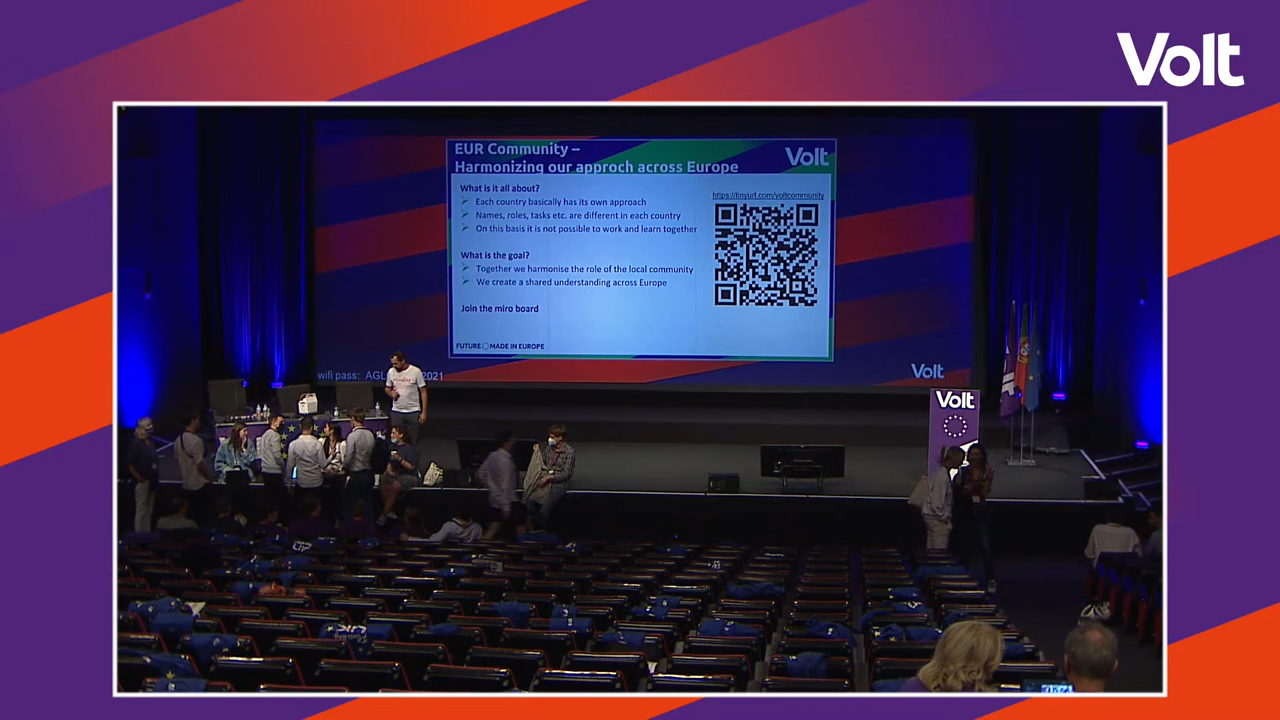 Volt
EUR Community –
Harmonizing our approch across Europe
Volt
What is it all about?
Each country basically has its own approach
Names, roles, tasks etc. are different in each country
On this basis it is not possible to work and learn together
https://tinyurl.com/voltcommunity
What is the goal?
Together we harmonise the role of the local community
We create a shared understanding across Europe
Join the miro board
FUTURE MADE IN EUROPE
wifi pass: AGL 2021
Volt
Volt